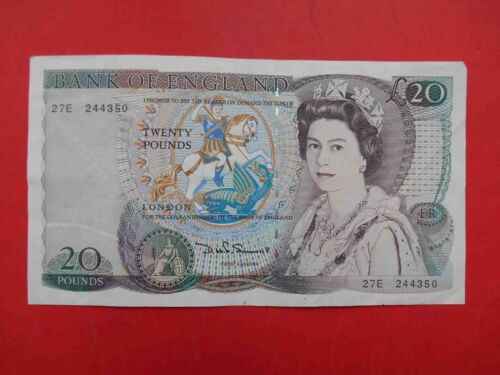 BANK OF ENGLAND
£20
27E 244350
I PROMISE TO PAY THE BEARER ON DEMAND THE SUM OF
TWENTY
POUNDS
LONDON
FOR THE GOVR AND COMPA OF THE BANK OF ENGLAND
ER
20
POUNDS
27E 244350